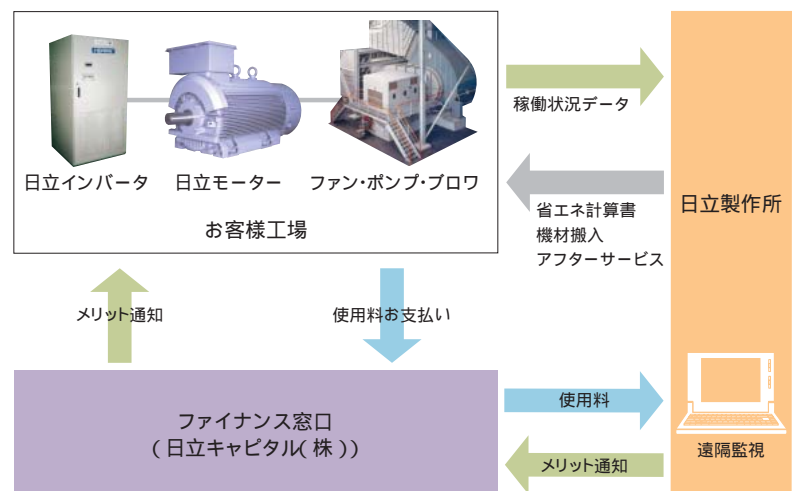 日立インバータ
日立モーター
ファン・ポンプ・ブロワ
お客様工場
稼働状況データ
省エネ計算書
機材搬入
アフターサービス
日立製作所
メリット通知
使用料お支払い
ファイナンス窓口
(日立キャピタル(株))
使用料
メリット通知
遠隔監視